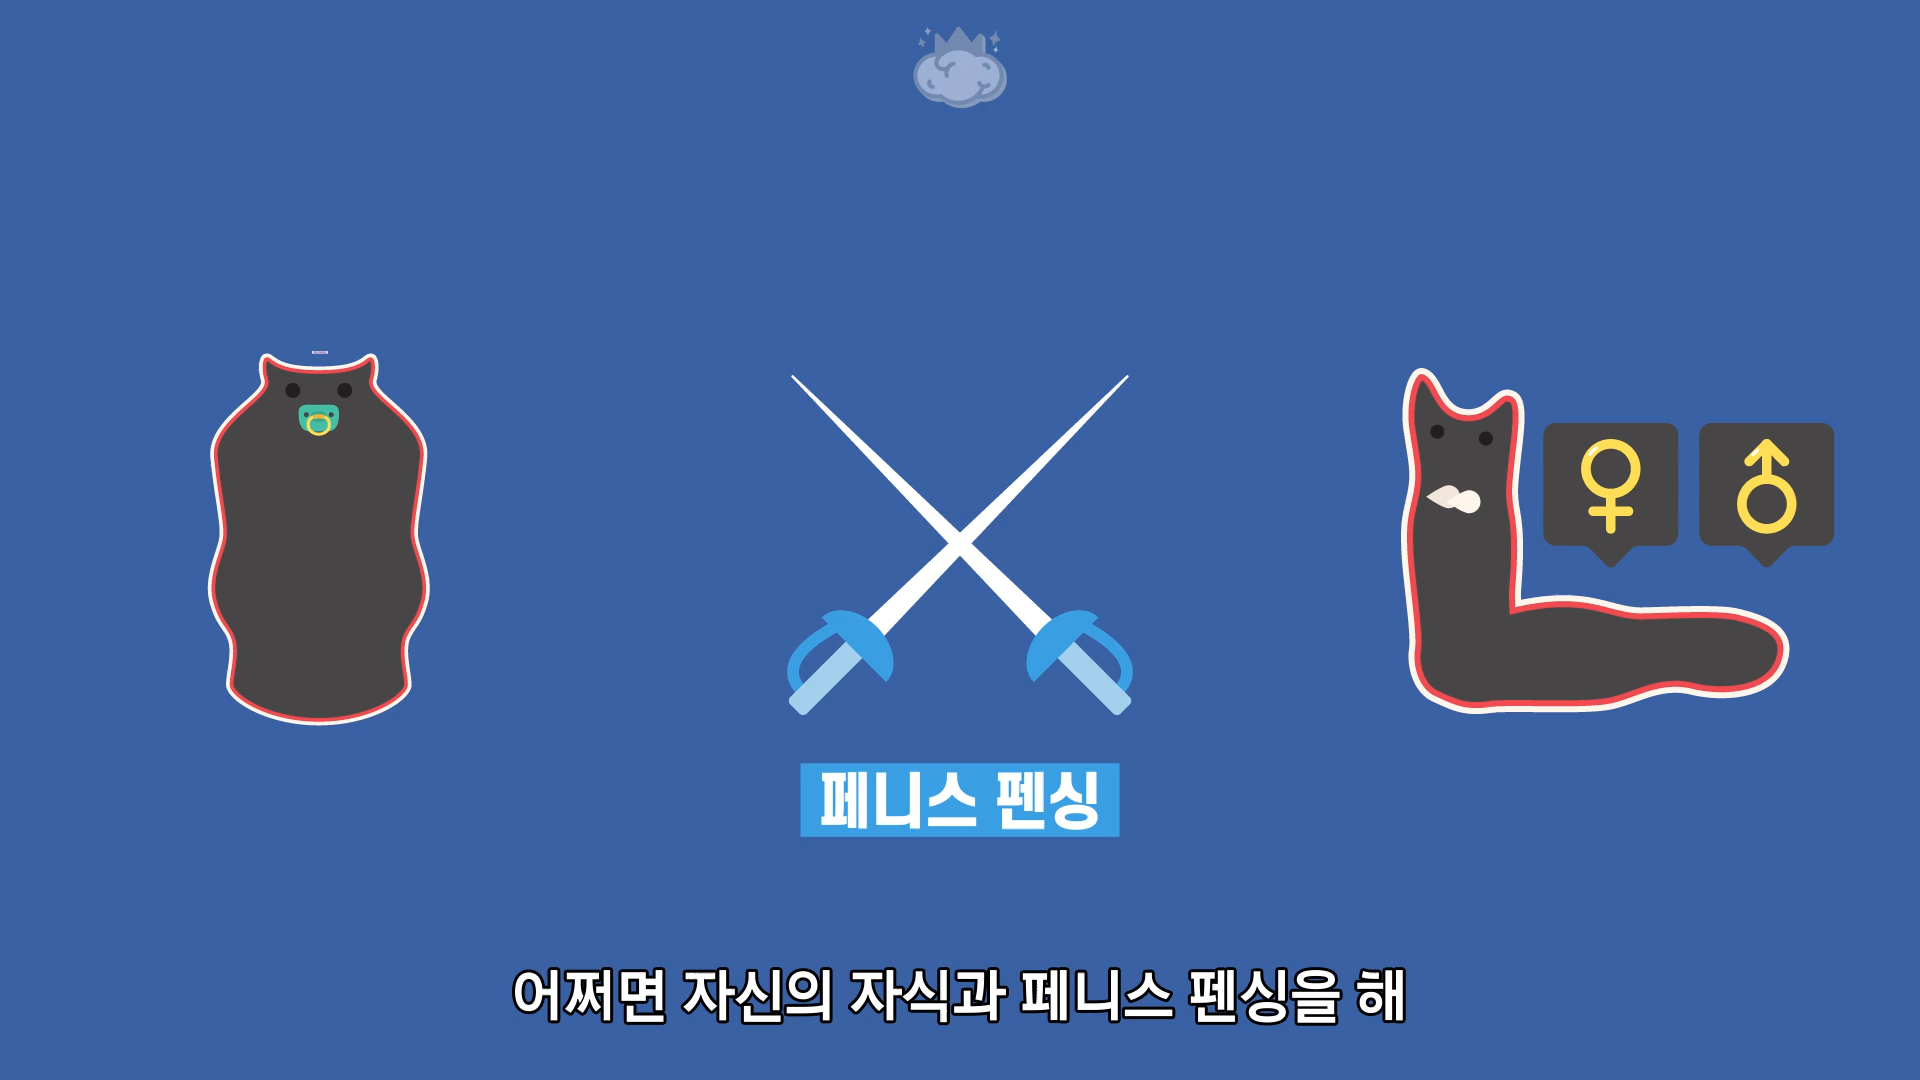 페니스 펜싱
어쩌면 자신의 자식과 페니스 펜싱을 해